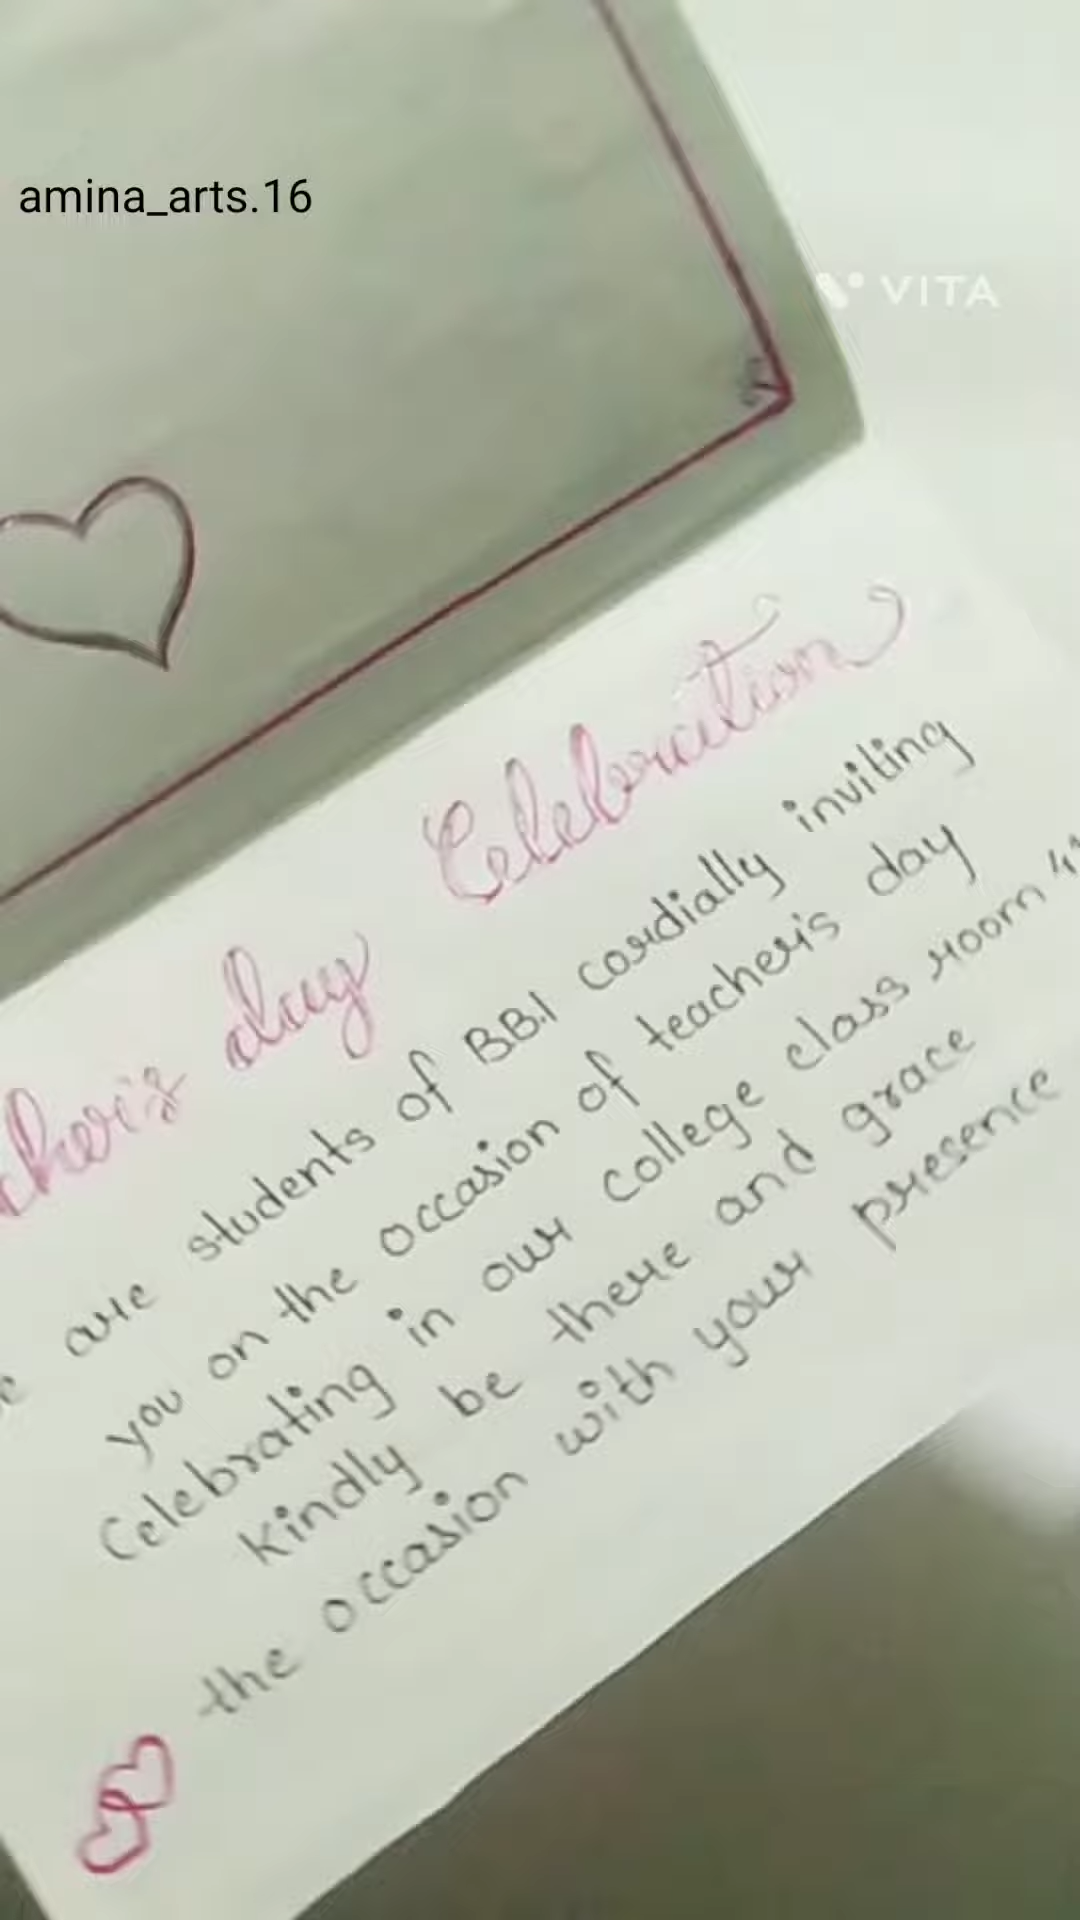 amina_arts.16
VITA
cher's day Celebration
are students of B.B.I cordially inviting
you on the occasion of teacher's day
Celebrating in our college class room
Kindly be there and grace
the occasion with your presence